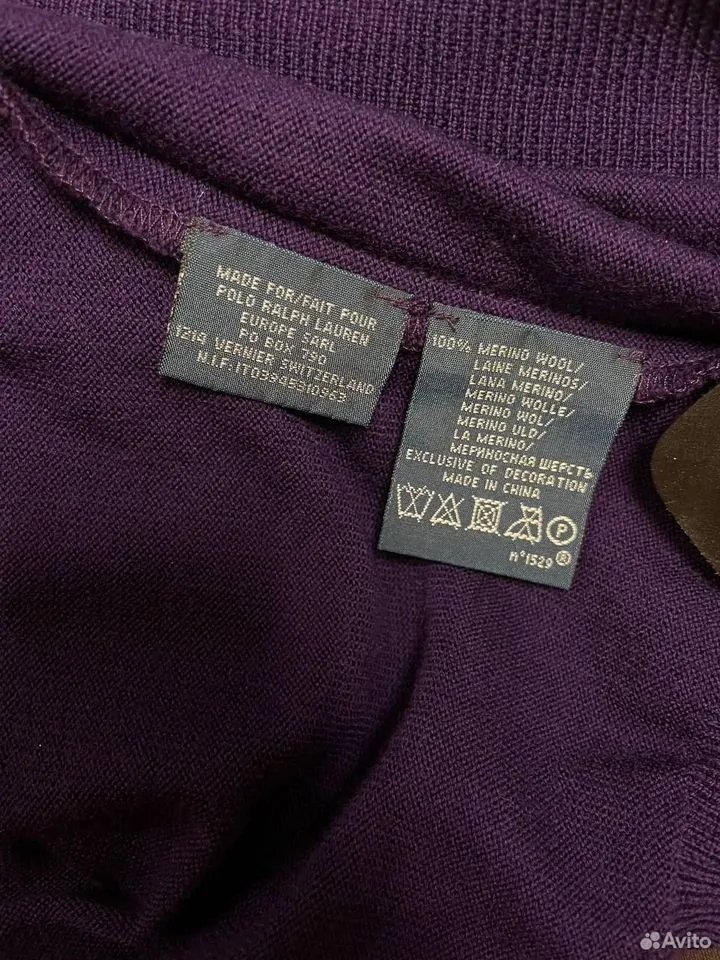 MADE FOR/FAIT POUR
POLO RALPH LAUREN
EUROPE SARL
PO BOX 790
1214 VERNIER SWITZERLAND
N.I.F.:IT03945310963
100% MERINO WOOL/
LAINE MERINOS/
LANA MERINO/
MERINO WOLLE/
MERINO WOL/
MERINO ULD/
LA MERINO/
МЕРИНОСНАЯ ШЕРСТЬ
EXCLUSIVE OF DECORATION
MADE IN CHINA
P
n°1529 ®
Avito